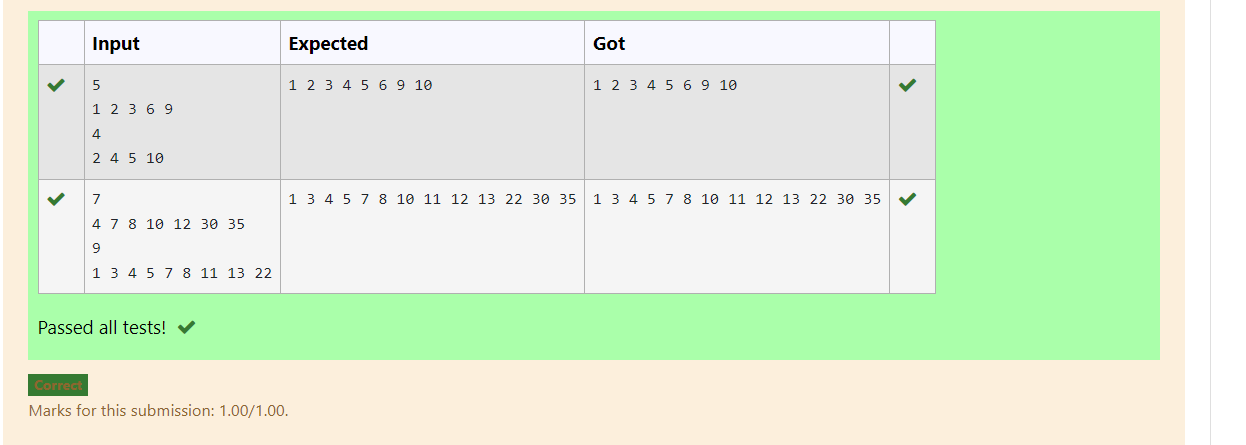 Input Expected Got
5 1 2 3 4 5 6 9 10 1 2 3 4 5 6 9 10
1 2 3 6 9
4
2 4 5 10
7 1 3 4 5 7 8 10 11 12 13 22 30 35 1 3 4 5 7 8 10 11 12 13 22 30 35
4 7 8 10 12 30 35
9
1 3 4 5 7 8 11 13 22
Passed all tests!
Correct
Marks for this submission: 1.00/1.00.